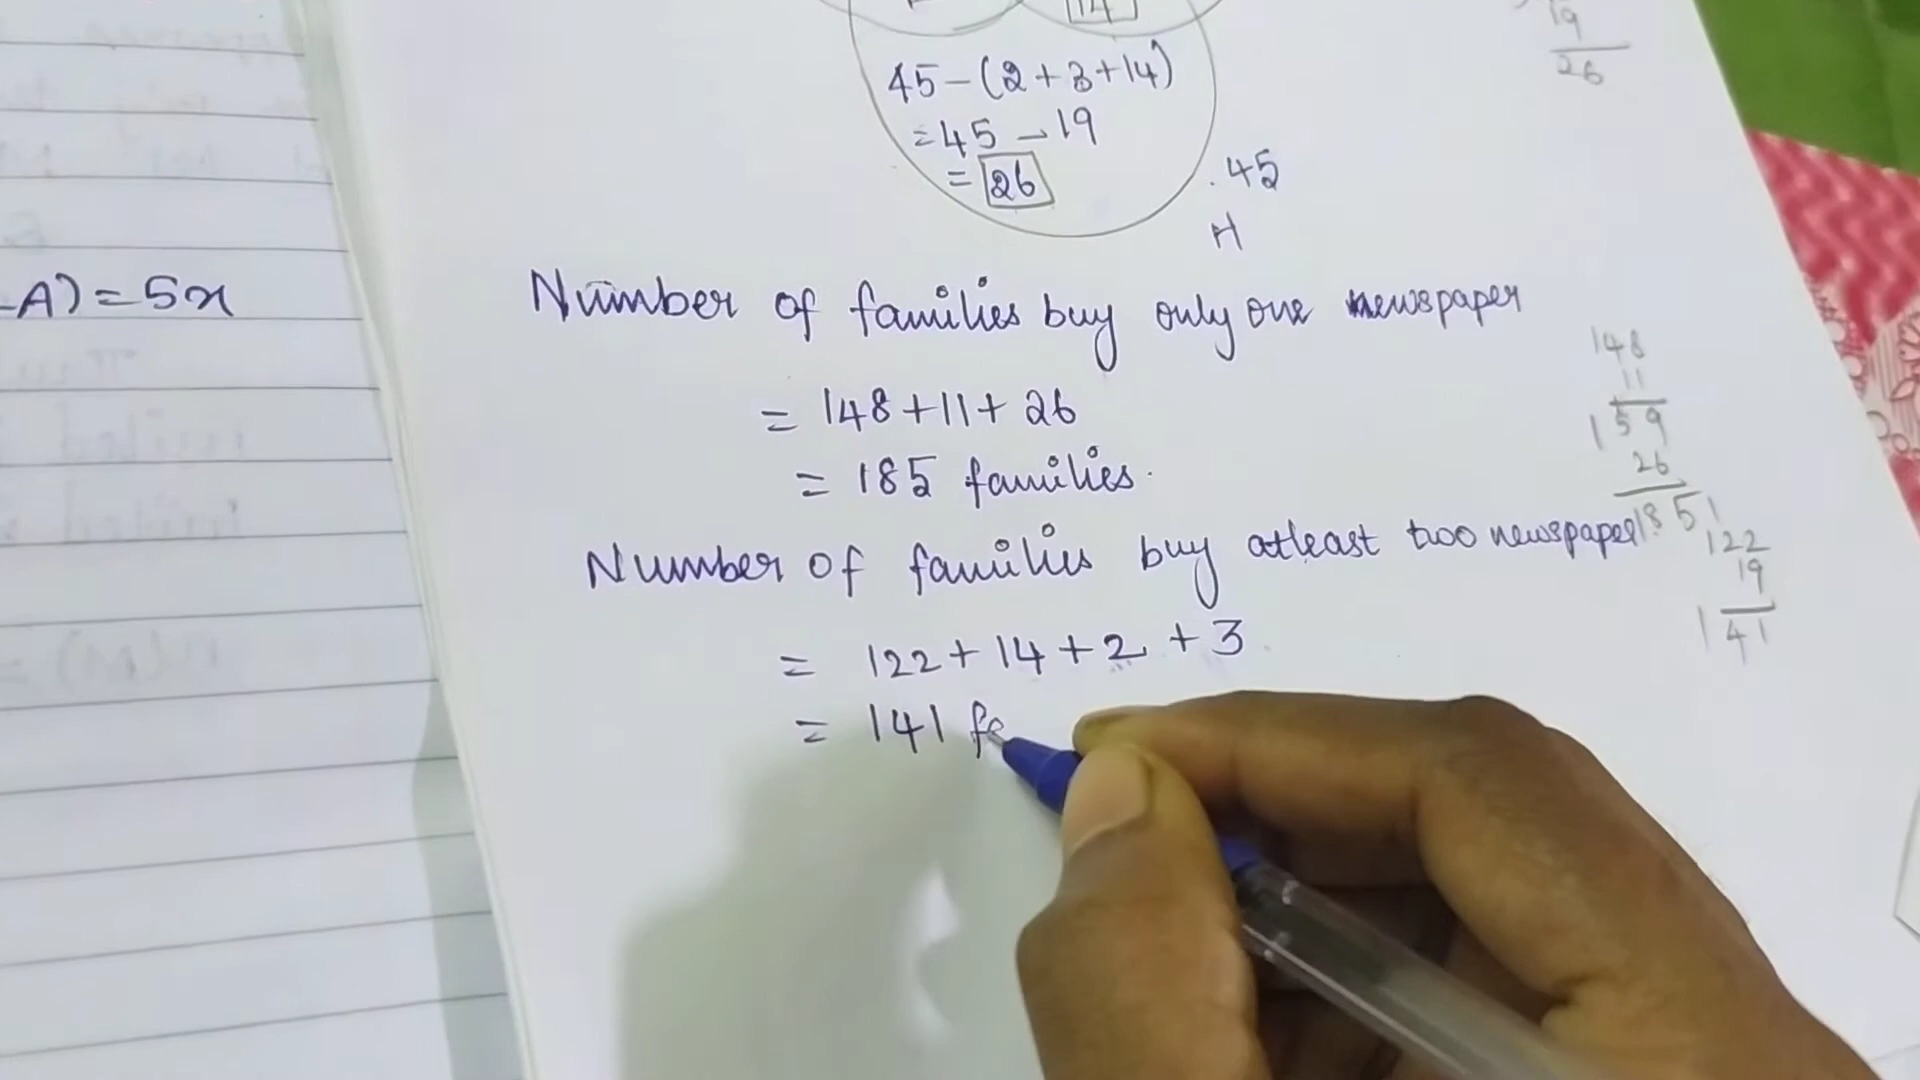 14
45-(2+3+14)
=45-19
=26
. 45
H
19
26
-A)=5x
Number of families buy only one newspaper
= 148+11+26
= 185 families.
148
11
159
26
185
Number of families buy atleast two newspaper
122
19
141
= 122+14+2+3
= 141 fa